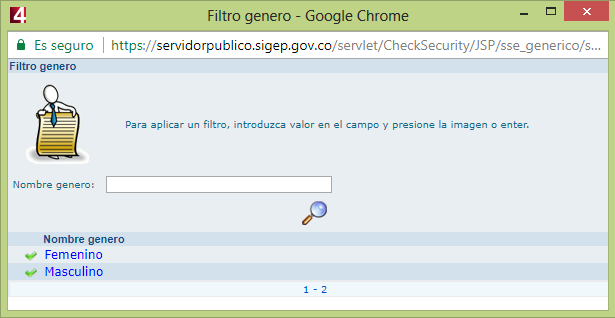 4
Filtro genero - Google Chrome
Es seguro https://servidorpublico.sigep.gov.co/servlet/CheckSecurity/JSP/sse_generico/s...
Filtro genero
Para aplicar un filtro, introduzca valor en el campo y presione la imagen o enter.
Nombre genero:
Nombre genero
Femenino
Masculino
1 - 2